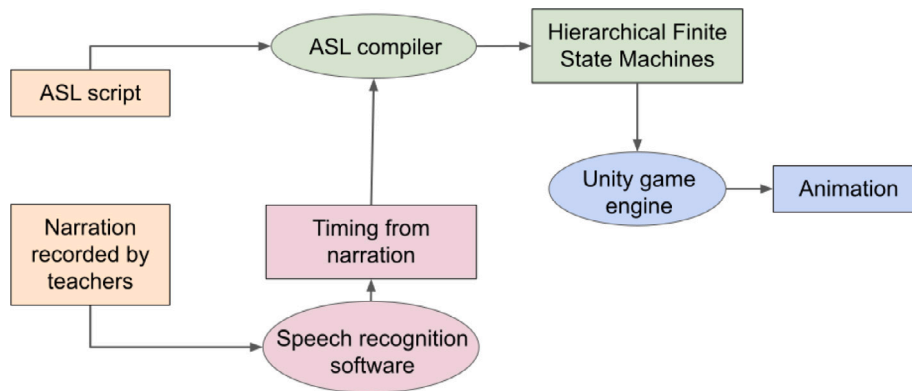 ASL compiler
Hierarchical Finite
State Machines
ASL script
Unity game
engine
Animation
Narration
recorded by
teachers
Timing from
narration
Speech recognition
software